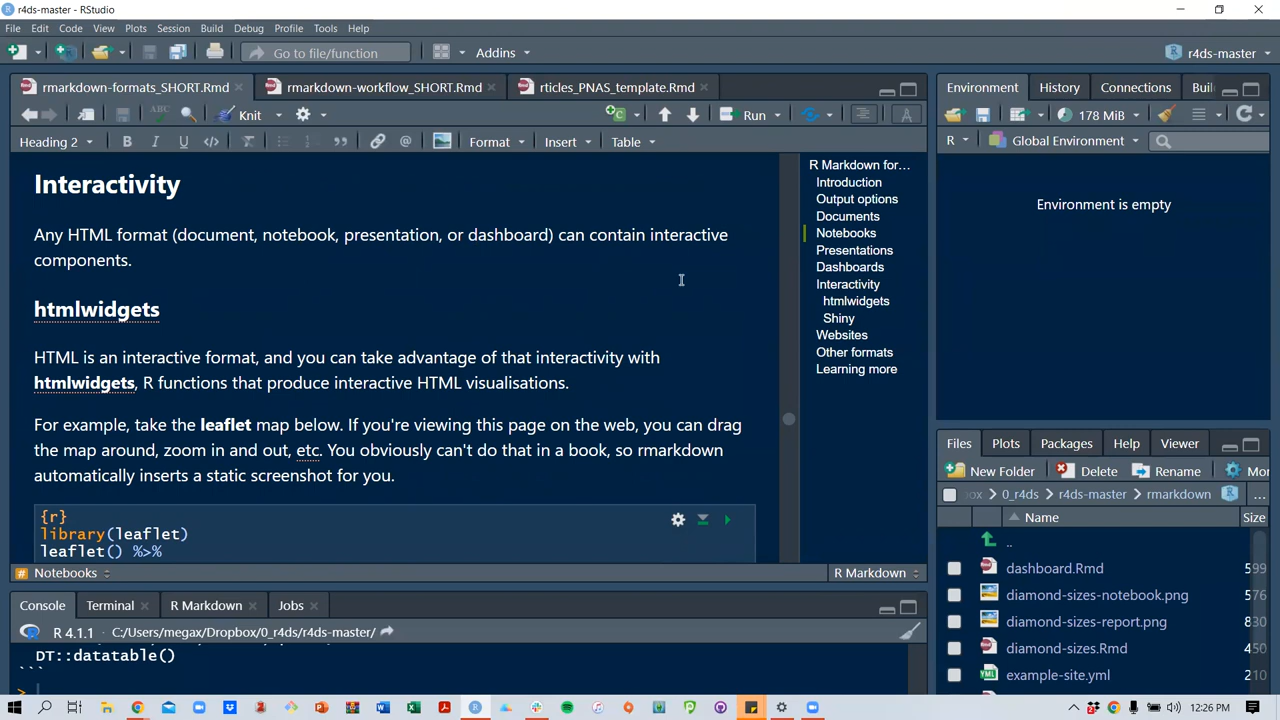 r4ds-master - RStudio
File Edit Code View Plots Session Build Debug Profile Tools Help
Go to file/function Addins r4ds-master
rmarkdown-formats_SHORT.Rmd rmarkdown-workflow_SHORT.Rmd rticles_PNAS_template.Rmd
Knit Run
Heading 2 B I U Format Insert Table
Interactivity
Any HTML format (document, notebook, presentation, or dashboard) can contain interactive
components.
htmlwidgets
HTML is an interactive format, and you can take advantage of that interactivity with
htmlwidgets, R functions that produce interactive HTML visualisations.
For example, take the leaflet map below. If you're viewing this page on the web, you can drag
the map around, zoom in and out, etc. You obviously can't do that in a book, so rmarkdown
automatically inserts a static screenshot for you.
{r}
library(leaflet)
leaflet() %>%
R Markdown for...
Introduction
Output options
Documents
Notebooks
Presentations
Dashboards
Interactivity
htmlwidgets
Shiny
Websites
Other formats
Learning more
# Notebooks R Markdown
Console Terminal R Markdown Jobs
R 4.1.1 C:/Users/megax/Dropbox/0_r4ds/r4ds-master/
DT::datatable()
```
>
Environment History Connections Bui
178 MiB
R Global Environment
Environment is empty
Files Plots Packages Help Viewer
New Folder Delete Rename Mor
ox 0_r4ds r4ds-master rmarkdown ...
Name Size
..
dashboard.Rmd 599
diamond-sizes-notebook.png 576
diamond-sizes-report.png 830
diamond-sizes.Rmd 450
example-site.yml 210
12:26 PM